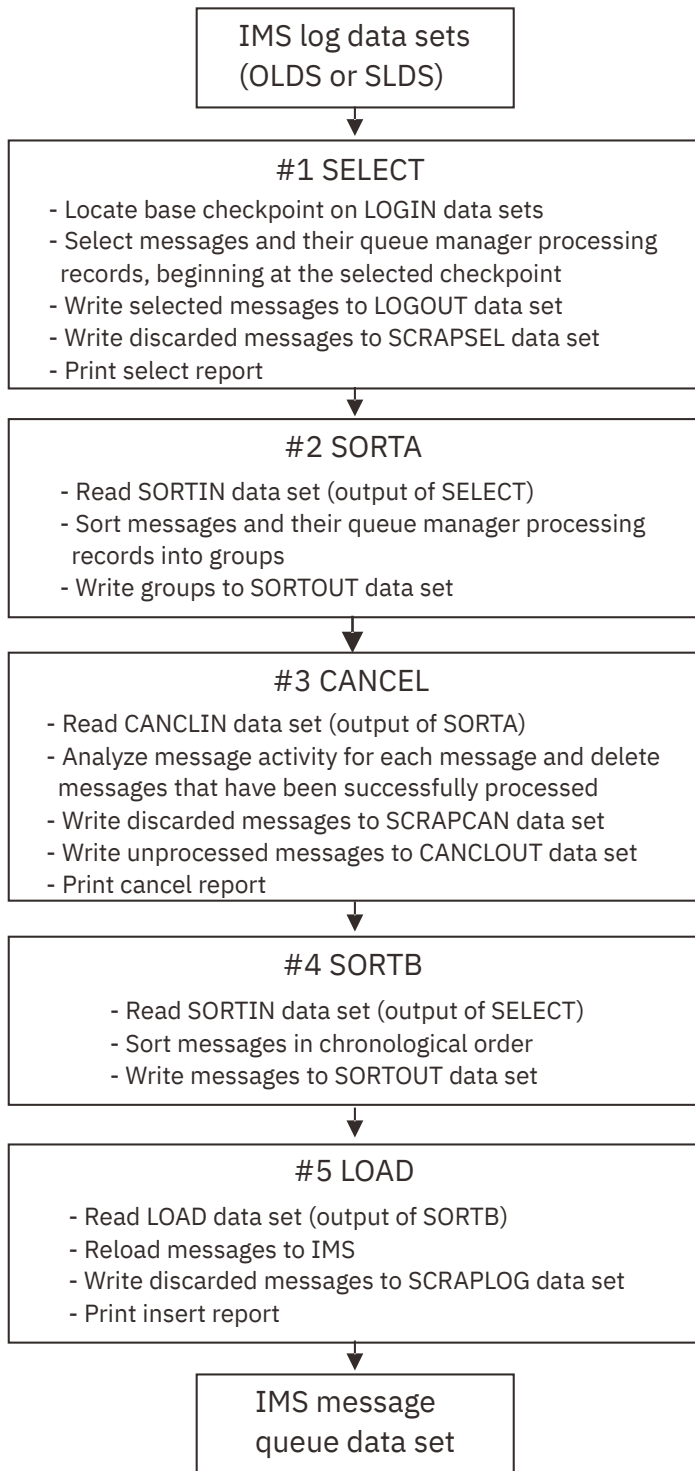 IMS log data sets
(OLDS or SLDS)
#1 SELECT
- Locate base checkpoint on LOGIN data sets
- Select messages and their queue manager processing
records, beginning at the selected checkpoint
- Write selected messages to LOGOUT data set
- Write discarded messages to SCRAPSEL data set
- Print select report
#2 SORTA
- Read SORTIN data set (output of SELECT)
- Sort messages and their queue manager processing
records into groups
- Write groups to SORTOUT data set
#3 CANCEL
- Read CANCLIN data set (output of SORTA)
- Analyze message activity for each message and delete
messages that have been successfully processed
- Write discarded messages to SCRAPCAN data set
- Write unprocessed messages to CANCLOUT data set
- Print cancel report
#4 SORTB
- Read SORTIN data set (output of SELECT)
- Sort messages in chronological order
- Write messages to SORTOUT data set
#5 LOAD
- Read LOAD data set (output of SORTB)
- Reload messages to IMS
- Write discarded messages to SCRAPLOG data set
- Print insert report
IMS message
queue data set